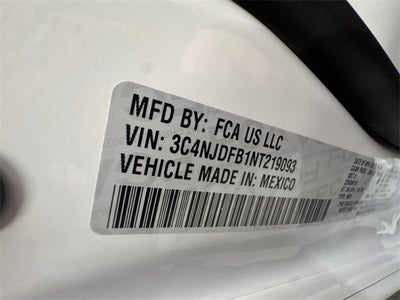 MFD BY: FCA US LLC
VIN: 3C4NJDFB1NT219093
VEHICLE MADE IN: MEXICO